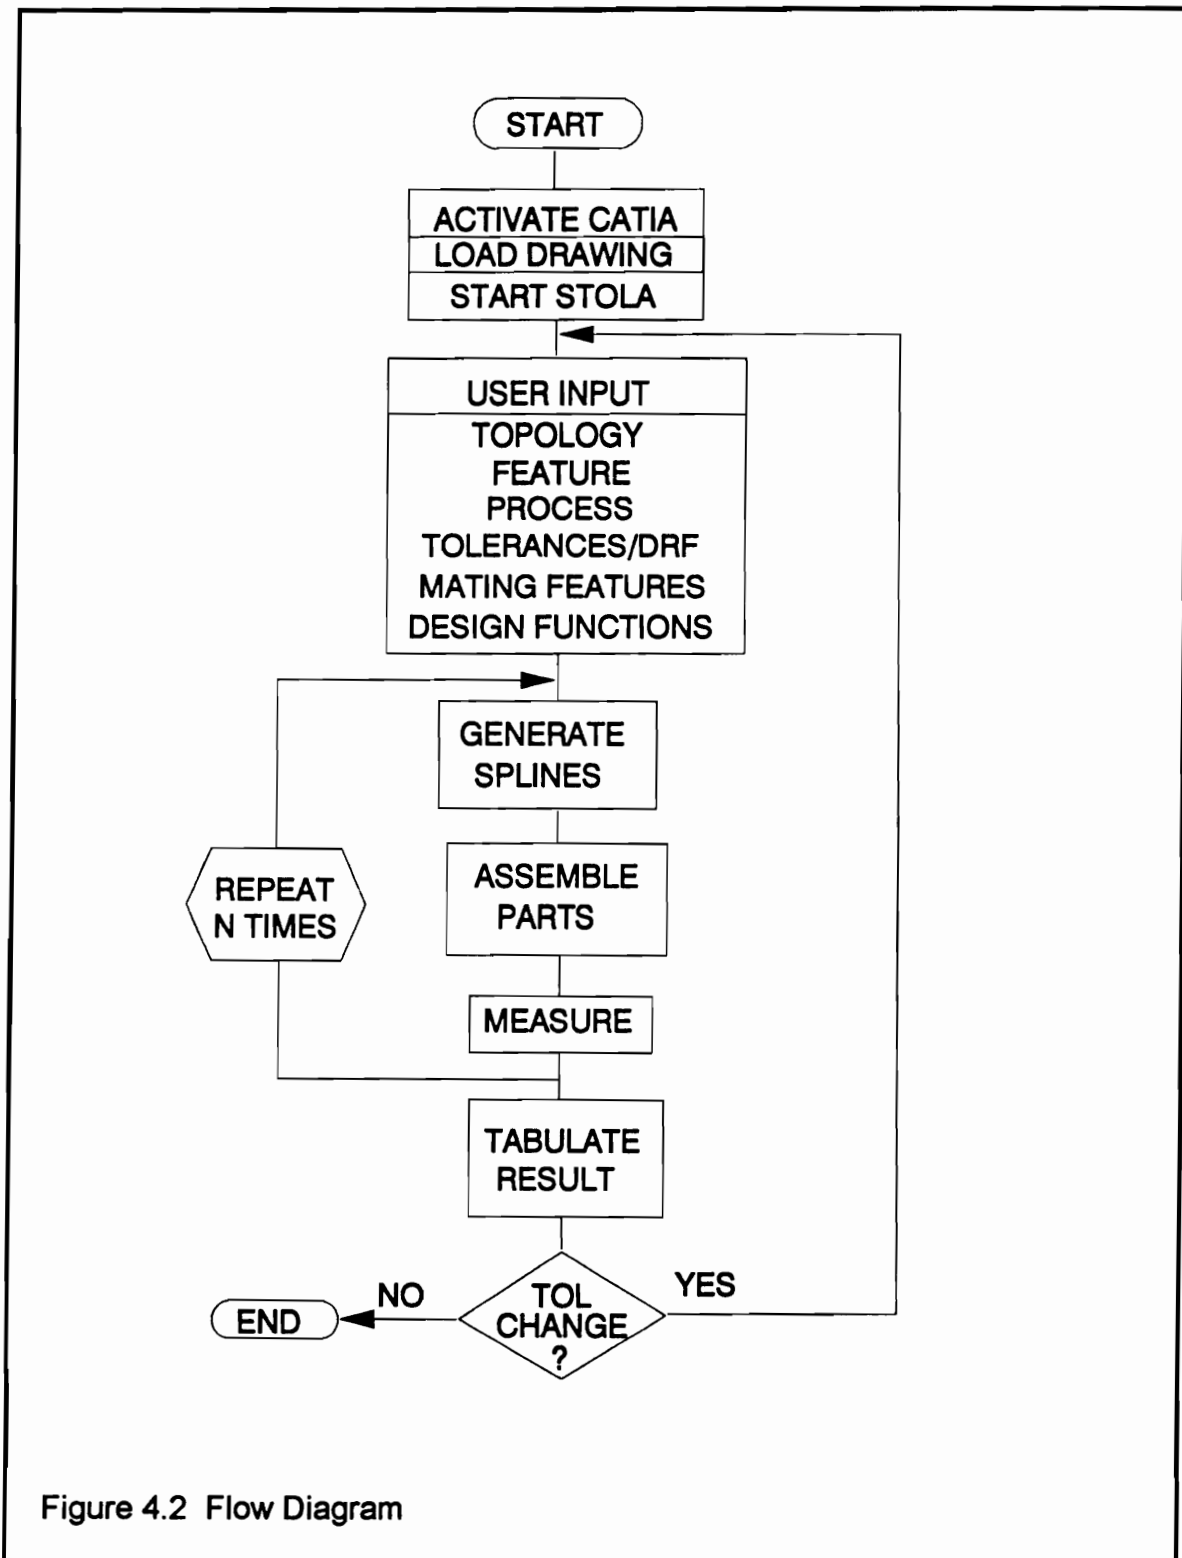 START
ACTIVATE CATIA
LOAD DRAWING
START STOLA
USER INPUT
TOPOLOGY
FEATURE
PROCESS
TOLERANCES/DRF
MATING FEATURES
DESIGN FUNCTIONS
GENERATE
SPLINES
REPEAT
N TIMES
ASSEMBLE
PARTS
MEASURE
TABULATE
RESULT
TOL
CHANGE
?
YES
NO
END
Figure 4.2 Flow Diagram